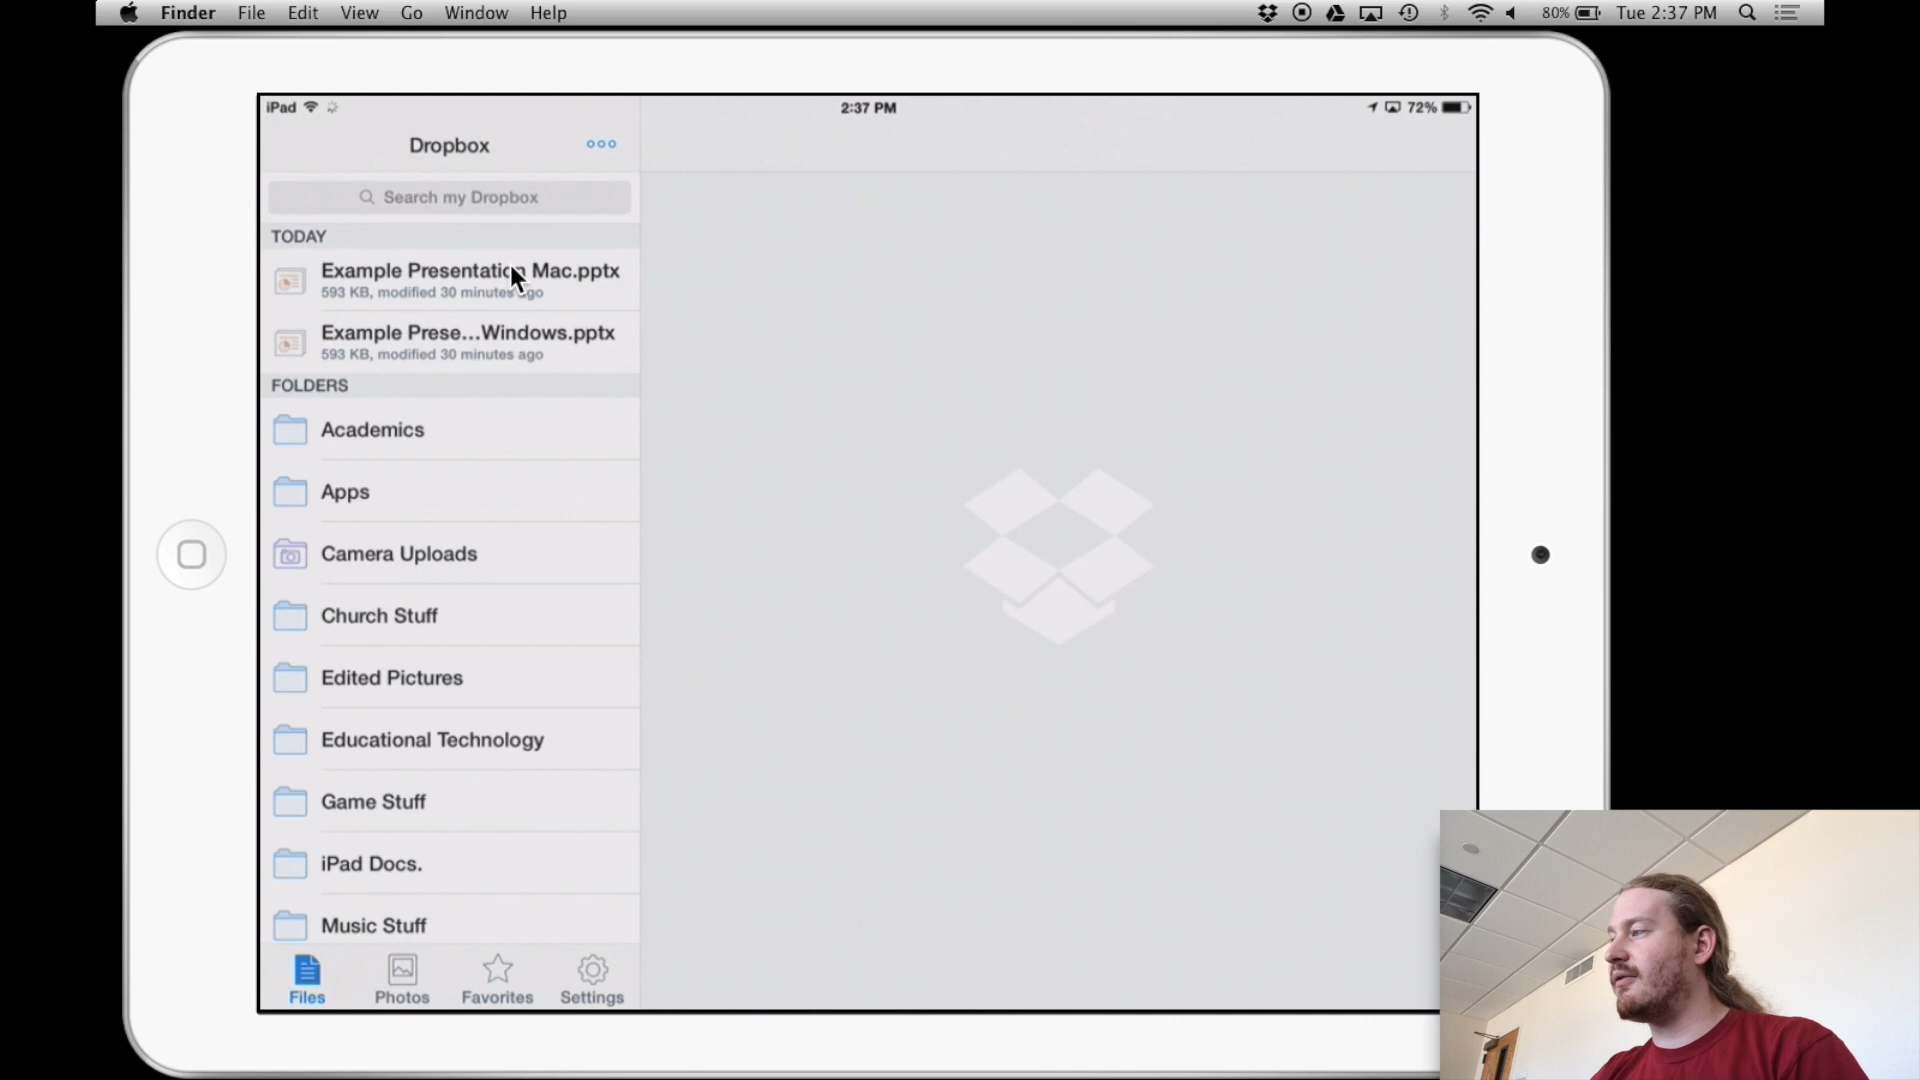 Finder File Edit View Go Window Help
80% Tue 2:37 PM
iPad 2:37 PM 72%
Dropbox
Search my Dropbox
TODAY
Example Presentation Mac.pptx
593 KB, modified 30 minutes ago
Example Prese...Windows.pptx
593 KB, modified 30 minutes ago
FOLDERS
Academics
Apps
Camera Uploads
Church Stuff
Edited Pictures
Educational Technology
Game Stuff
iPad Docs.
Music Stuff
Files Photos Favorites Settings